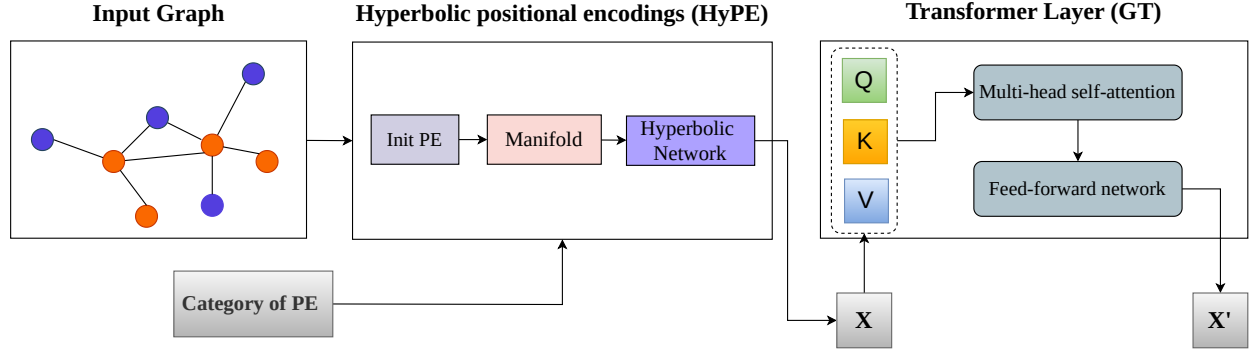 Input Graph
Hyperbolic positional encodings (HyPE)
Transformer Layer (GT)
Init PE
Manifold
Hyperbolic
Network
Q
K
V
Multi-head self-attention
Feed-forward network
Category of PE
X
X'